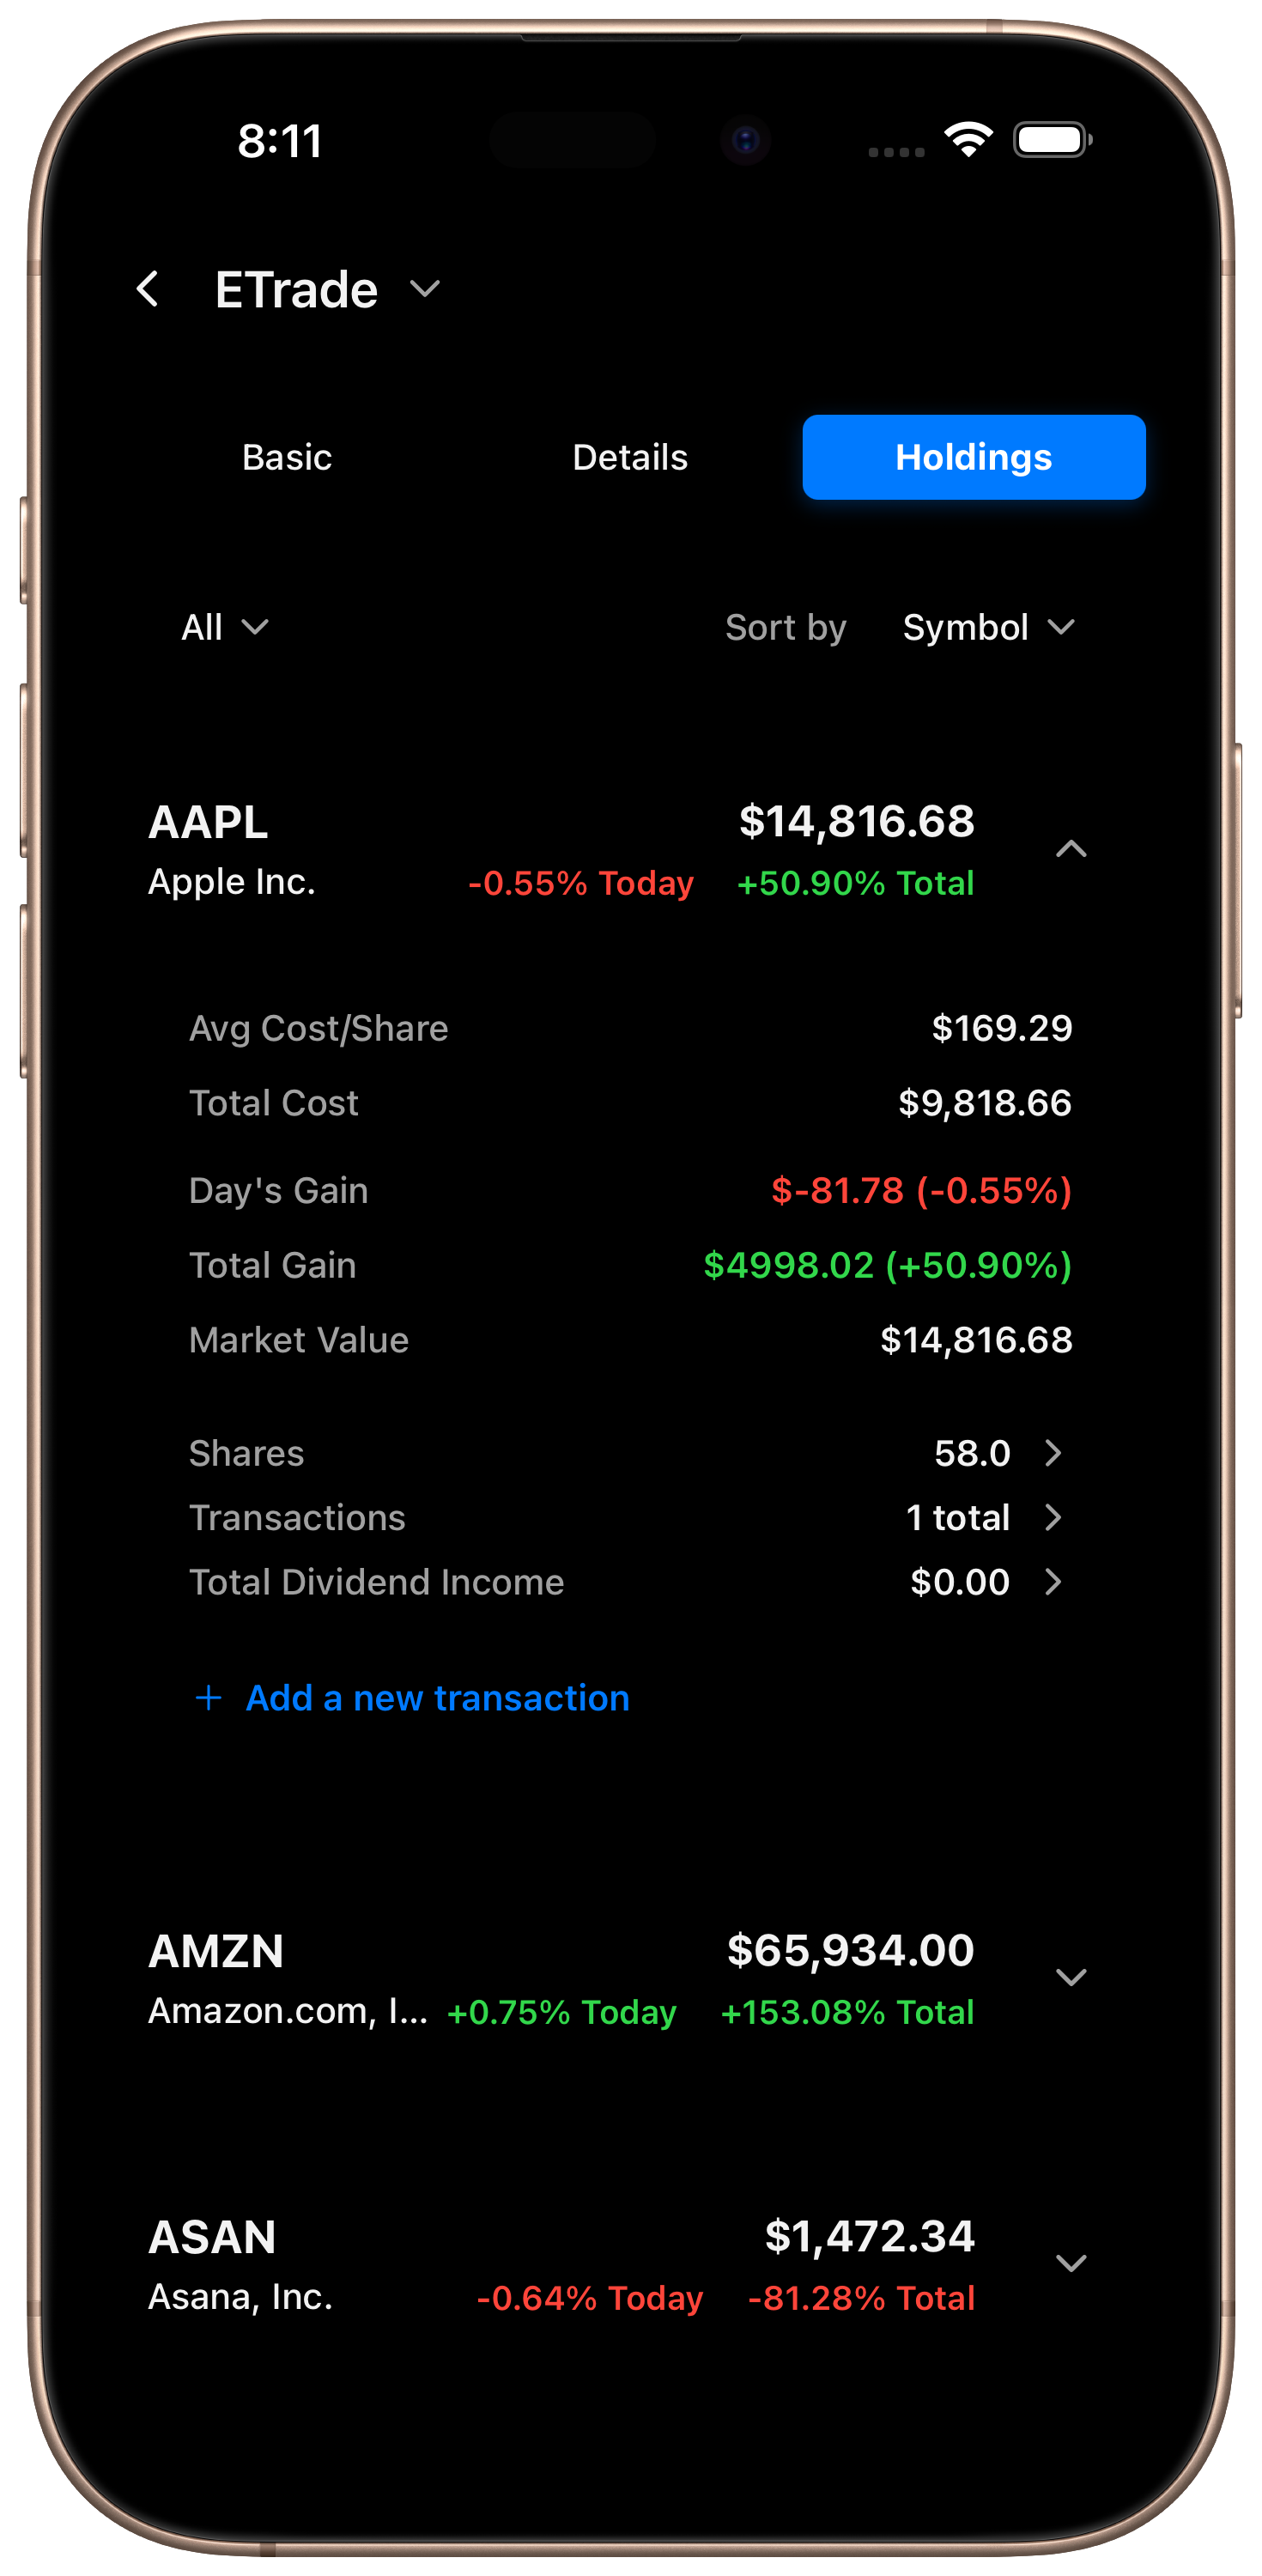 8:11
ETrade
Basic Details Holdings
All Sort by Symbol
AAPL $14,816.68
Apple Inc. -0.55% Today +50.90% Total
Avg Cost/Share $169.29
Total Cost $9,818.66
Day's Gain $-81.78 (-0.55%)
Total Gain $4998.02 (+50.90%)
Market Value $14,816.68
Shares 58.0
Transactions 1 total
Total Dividend Income $0.00
+ Add a new transaction
AMZN $65,934.00
Amazon.com, I... +0.75% Today +153.08% Total
ASAN $1,472.34
Asana, Inc. -0.64% Today -81.28% Total